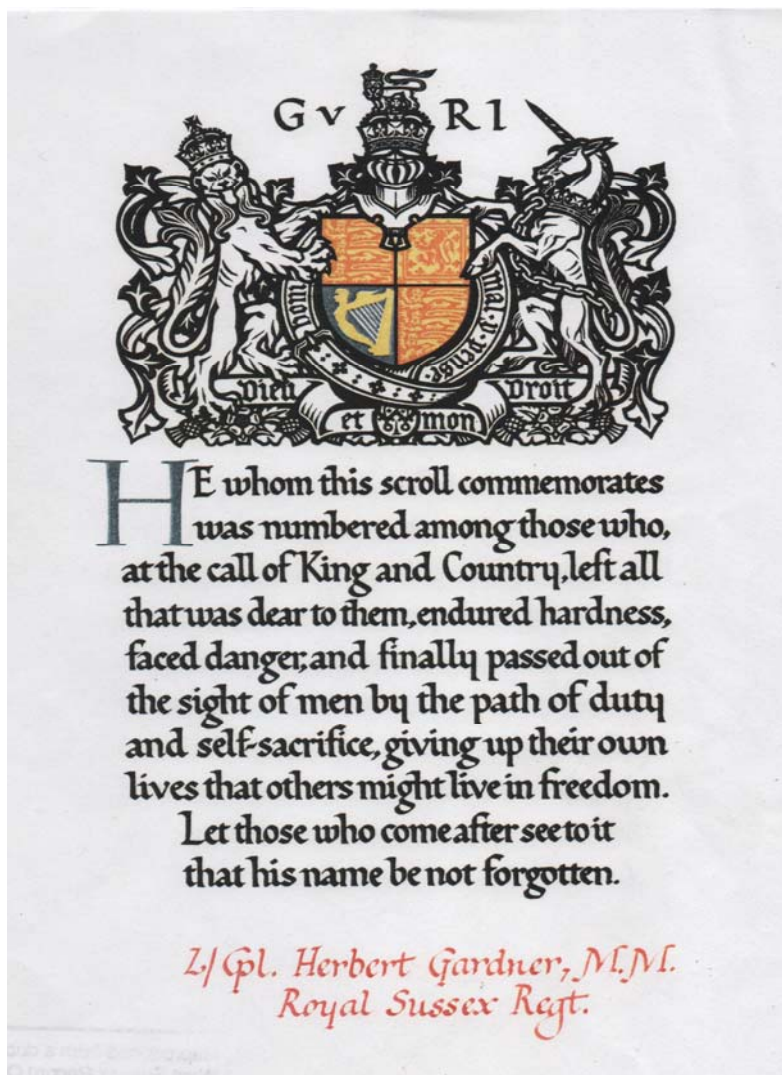 G V R I
y · pense
Dieu Droit
et mon
HE whom this scroll commemorates
was numbered among those who,
at the call of King and Country, left all
that was dear to them, endured hardness,
faced danger, and finally passed out of
the sight of men by the path of duty
and self-sacrifice, giving up their own
lives that others might live in freedom.
Let those who come after see to it
that his name be not forgotten.
L/Cpl. Herbert Gardner, M.M.
Royal Sussex Regt.